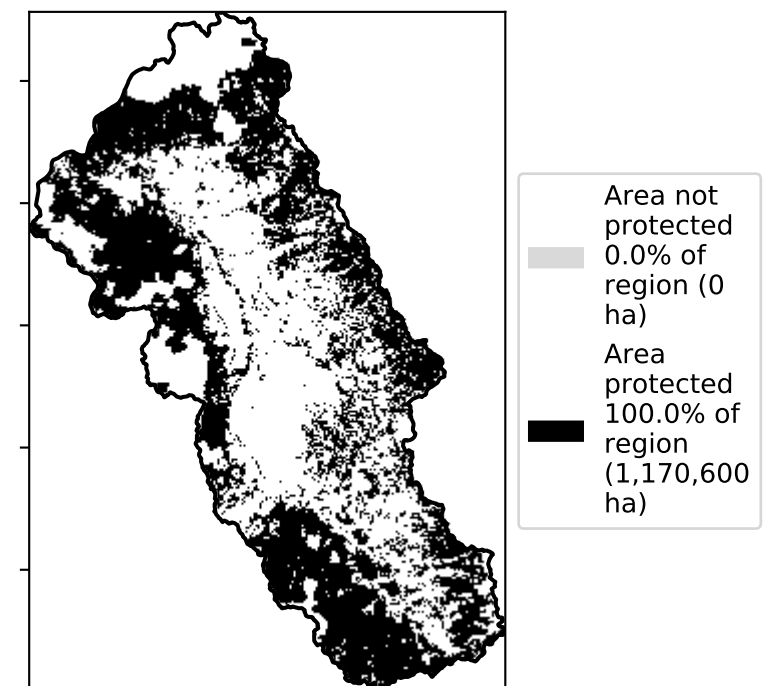 Area not
protected
0.0% of
region (0
ha)
Area
protected
100.0% of
region
(1,170,600
ha)